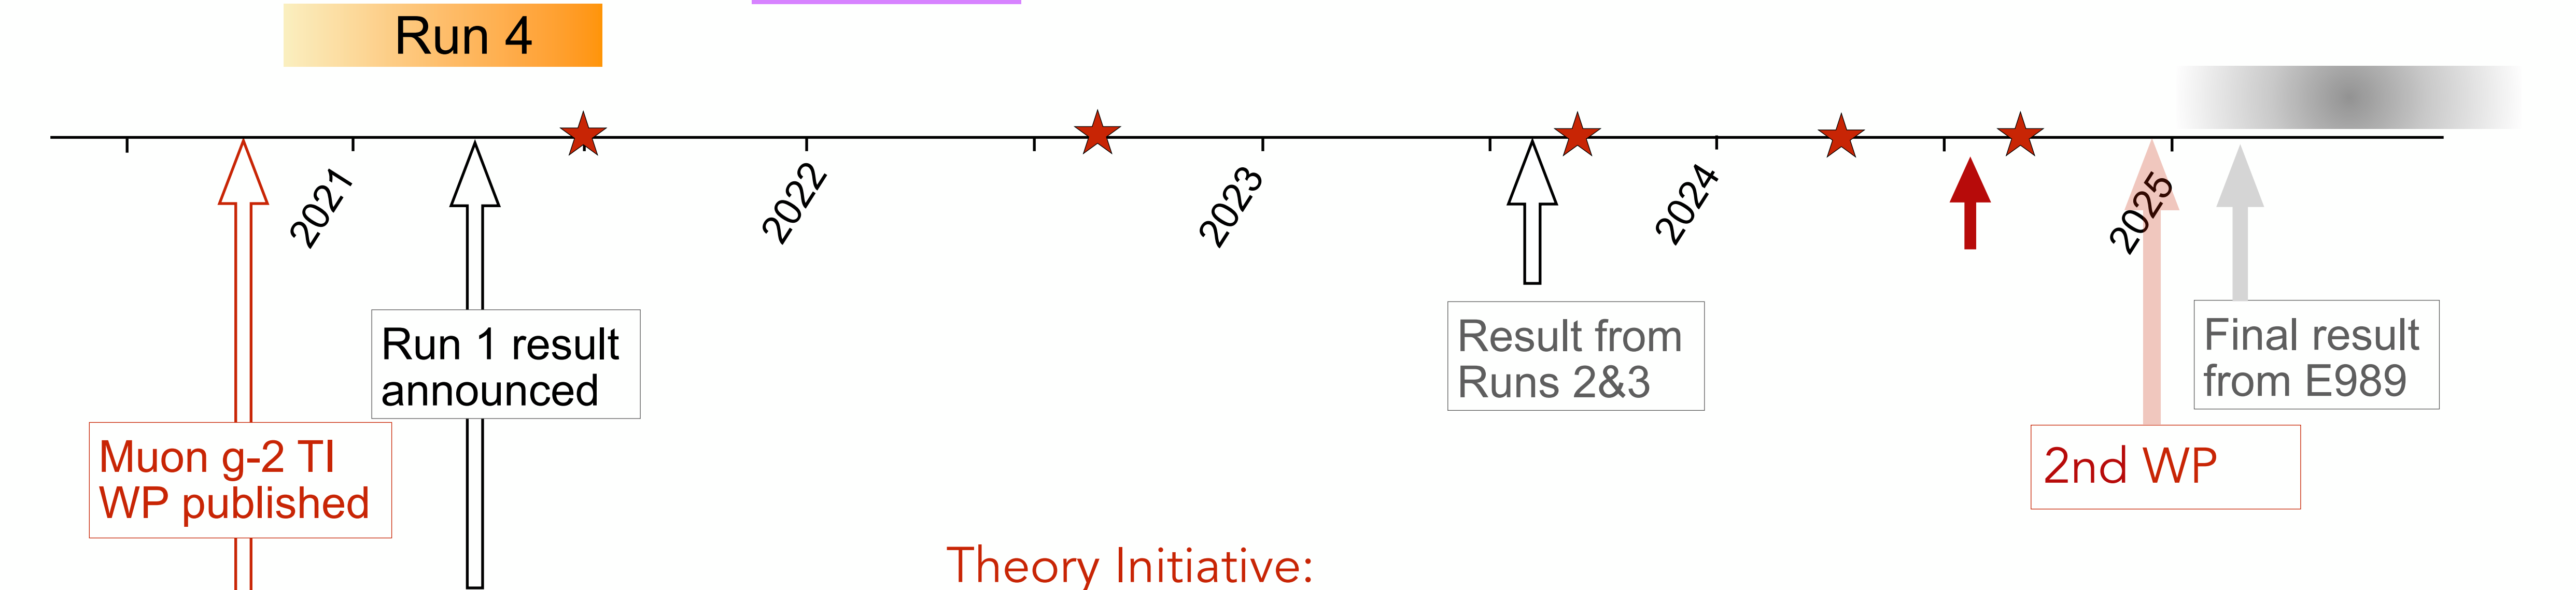 Run 4
2021
2022
2023
2024
2025
Run 1 result
announced
Result from
Runs 2&3
Final result
from E989
Muon g-2 TI
WP published
2nd WP
Theory Initiative: